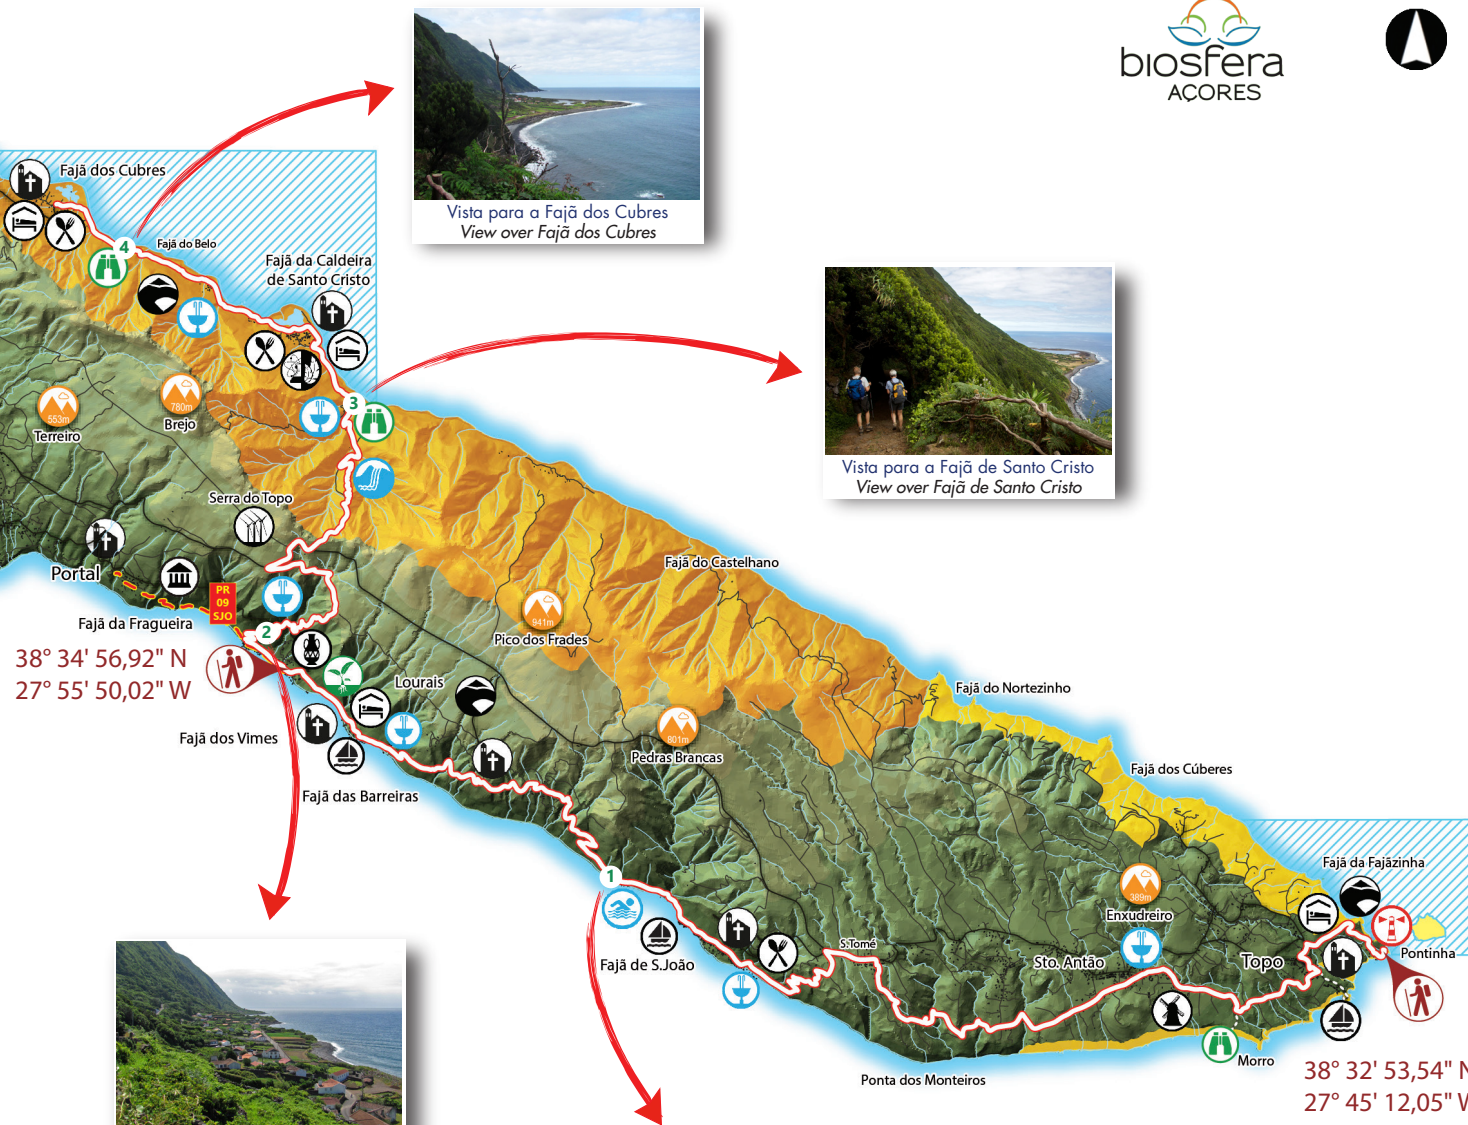 biosfera
AÇORES
Vista para a Fajã dos Cubres
View over Fajã dos Cubres
Fajã dos Cubres
4
Fajã do Belo
Fajã da Caldeira
de Santo Cristo
Vista para a Fajã de Santo Cristo
View over Fajã de Santo Cristo
3
553m
Terreiro
780m
Brejo
Serra do Topo
Portal
PR
09
SJO
Fajã da Fragueira
2
38° 34' 56,92" N
27° 55' 50,02" W
Fajã do Castelhano
941m
Pico dos Frades
Lourais
Fajã dos Vimes
Fajã das Barreiras
801m
Pedras Brancas
Fajã do Nortezinho
Fajã dos Cúberes
1
Fajã de S.João
S.Tomé
389m
Enxudreiro
Sto. Antão
Topo
Fajã da Fajãzinha
Pontinha
Morro
Ponta dos Monteiros
38° 32' 53,54" N
27° 45' 12,05" W